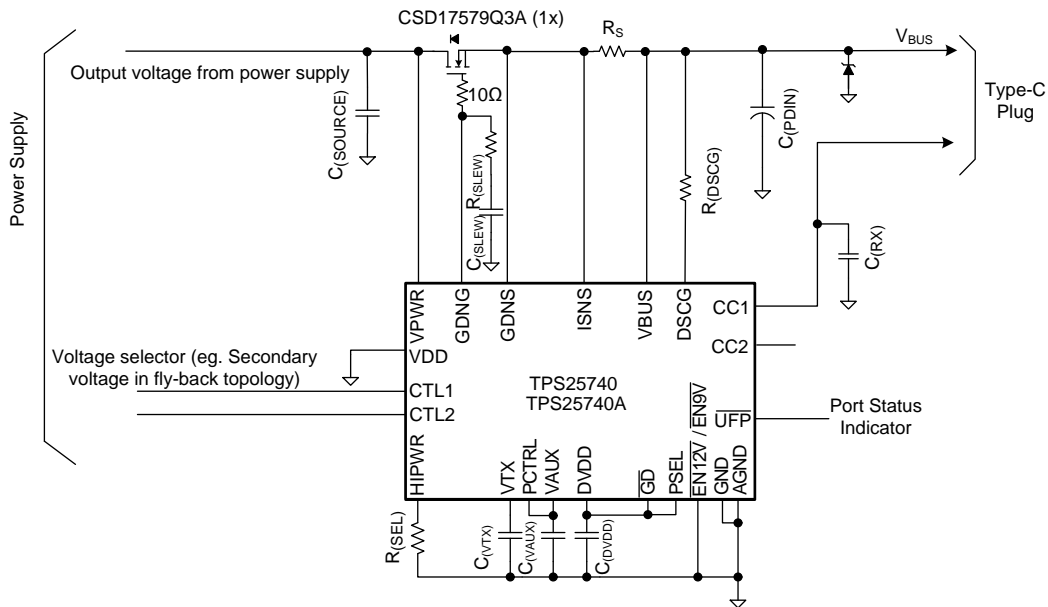 CSD17579Q3A (1x)
RS
VBUS
Output voltage from power supply
10Ω
Type-C
Plug
Power Supply
C(SOURCE)
R(SLEW)
C(SLEW)
R(DSCG)
C(PDIN)
C(RX)
VPWR
GDNG
GDNS
ISNS
VBUS
DSCG
CC1
VDD
CC2
Voltage selector (eg. Secondary
voltage in fly-back topology)
CTL1
CTL2
TPS25740
TPS25740A
UFP
Port Status
Indicator
HIPWR
VTX
PCTRL
VAUX
DVDD
GD
PSEL
EN12V / EN9V
GND
AGND
R(SEL)
C(VTX)
C(VAUX)
C(DVDD)